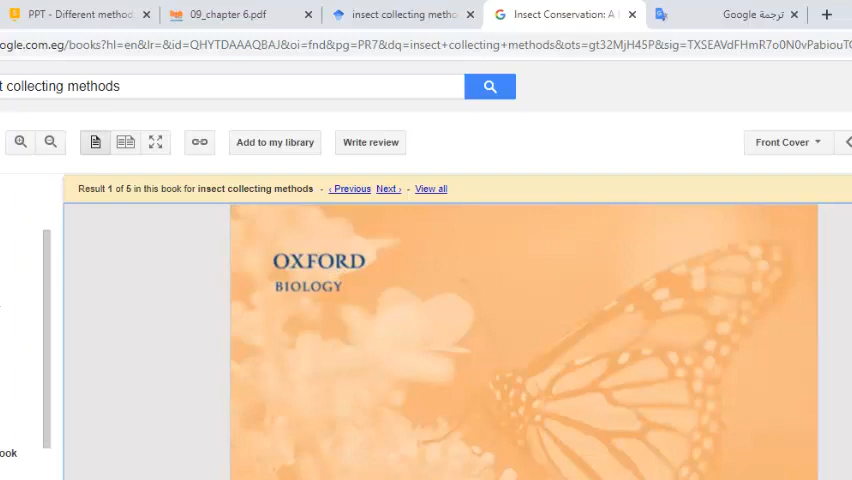 PPT - Different method
09_chapter 6.pdf
insect collecting metho
Insect Conservation: A
ترجمة Google
ogle.com.eg/books?hl=en&lr=&id=QHYTDAAAQBAJ&oi=fnd&pg=PR7&dq=insect+collecting+methods&ots=gt32MjH45P&sig=TXSEAVdFHmR7o0N0vPabiouT
t collecting methods
Add to my library
Write review
Front Cover
Result 1 of 5 in this book for insect collecting methods - ‹ Previous Next › - View all
OXFORD
BIOLOGY
ook